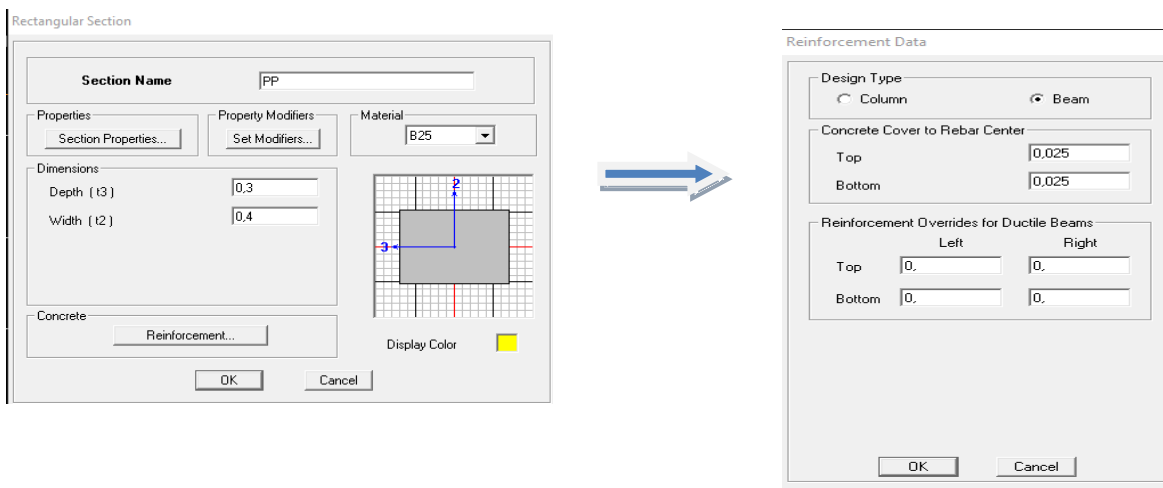 Rectangular Section
Section Name PP
Properties
Section Properties...
Property Modifiers
Set Modifiers...
Material
B25
Dimensions
Depth ( t3 ) 0,3
Width ( t2 ) 0,4
2
3
Concrete
Reinforcement...
Display Color
OK Cancel
Reinforcement Data
Design Type
Column Beam
Concrete Cover to Rebar Center
Top 0,025
Bottom 0,025
Reinforcement Overrides for Ductile Beams
Left Right
Top 0, 0,
Bottom 0, 0,
OK Cancel